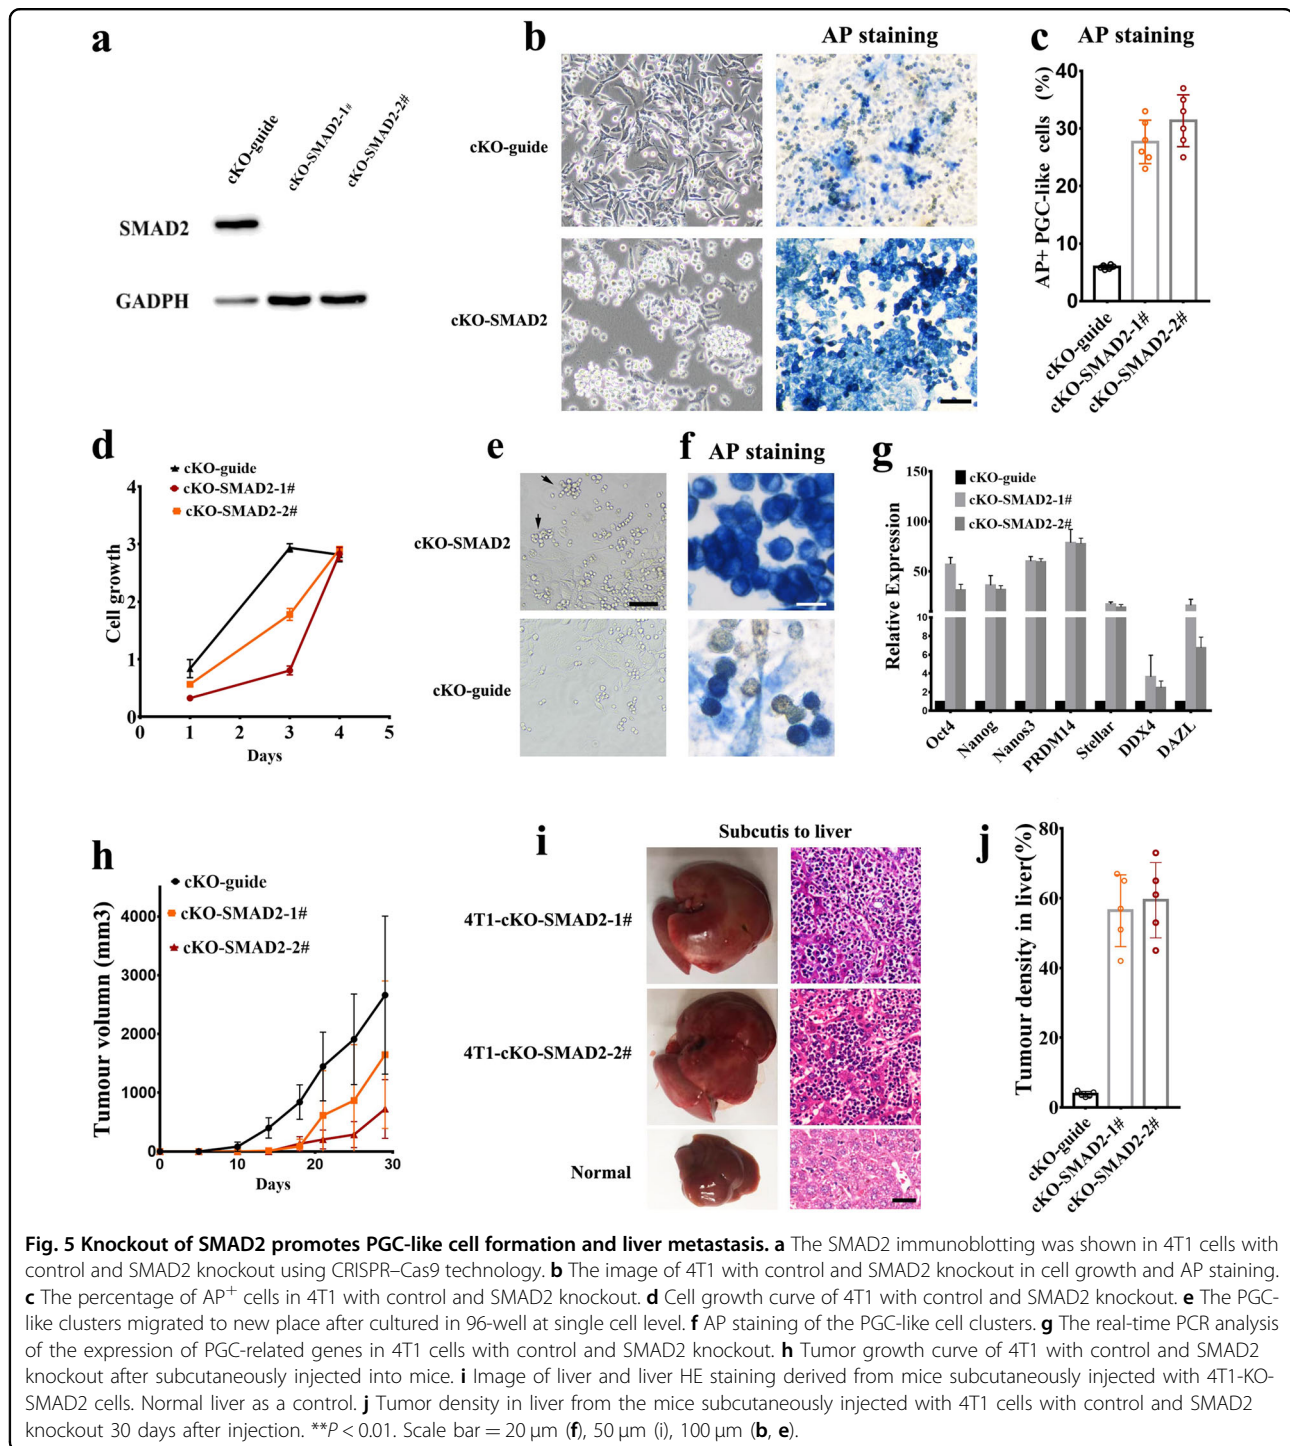 a
cKO-guide
cKO-SMAD2-1#
cKO-SMAD2-2#
SMAD2
GADPH
b
AP staining
cKO-guide
cKO-SMAD2
c
AP staining
AP+ PGC-like cells (%)
40
30
20
10
0
cKO-guide
cKO-SMAD2-1#
cKO-SMAD2-2#
d
cKO-guide
cKO-SMAD2-1#
cKO-SMAD2-2#
Cell growth
4
3
2
1
0
0 1 2 3 4 5
Days
e
cKO-SMAD2
cKO-guide
f
AP staining
g
cKO-guide
cKO-SMAD2-1#
cKO-SMAD2-2#
Relative Expression
150
100
50
10
8
6
4
2
0
Oct4
Nanog
Nanos3
PRDM14
Stellar
DDX4
DAZL
h
cKO-guide
cKO-SMAD2-1#
cKO-SMAD2-2#
Tumour volumn (mm3)
4000
3000
2000
1000
0
0 10 20 30
Days
i
Subcutis to liver
4T1-cKO-SMAD2-1#
4T1-cKO-SMAD2-2#
Normal
j
Tumour density in liver(%)
80
60
40
20
0
cKO-guide
cKO-SMAD2-1#
cKO-SMAD2-2#
Fig. 5 Knockout of SMAD2 promotes PGC-like cell formation and liver metastasis. a The SMAD2 immunoblotting was shown in 4T1 cells with
control and SMAD2 knockout using CRISPR–Cas9 technology. b The image of 4T1 with control and SMAD2 knockout in cell growth and AP staining.
c The percentage of AP+ cells in 4T1 with control and SMAD2 knockout. d Cell growth curve of 4T1 with control and SMAD2 knockout. e The PGC-
like clusters migrated to new place after cultured in 96-well at single cell level. f AP staining of the PGC-like cell clusters. g The real-time PCR analysis
of the expression of PGC-related genes in 4T1 cells with control and SMAD2 knockout. h Tumor growth curve of 4T1 with control and SMAD2
knockout after subcutaneously injected into mice. i Image of liver and liver HE staining derived from mice subcutaneously injected with 4T1-KO-
SMAD2 cells. Normal liver as a control. j Tumor density in liver from the mice subcutaneously injected with 4T1 cells with control and SMAD2
knockout 30 days after injection. **P < 0.01. Scale bar = 20 μm (f), 50 μm (i), 100 μm (b, e).